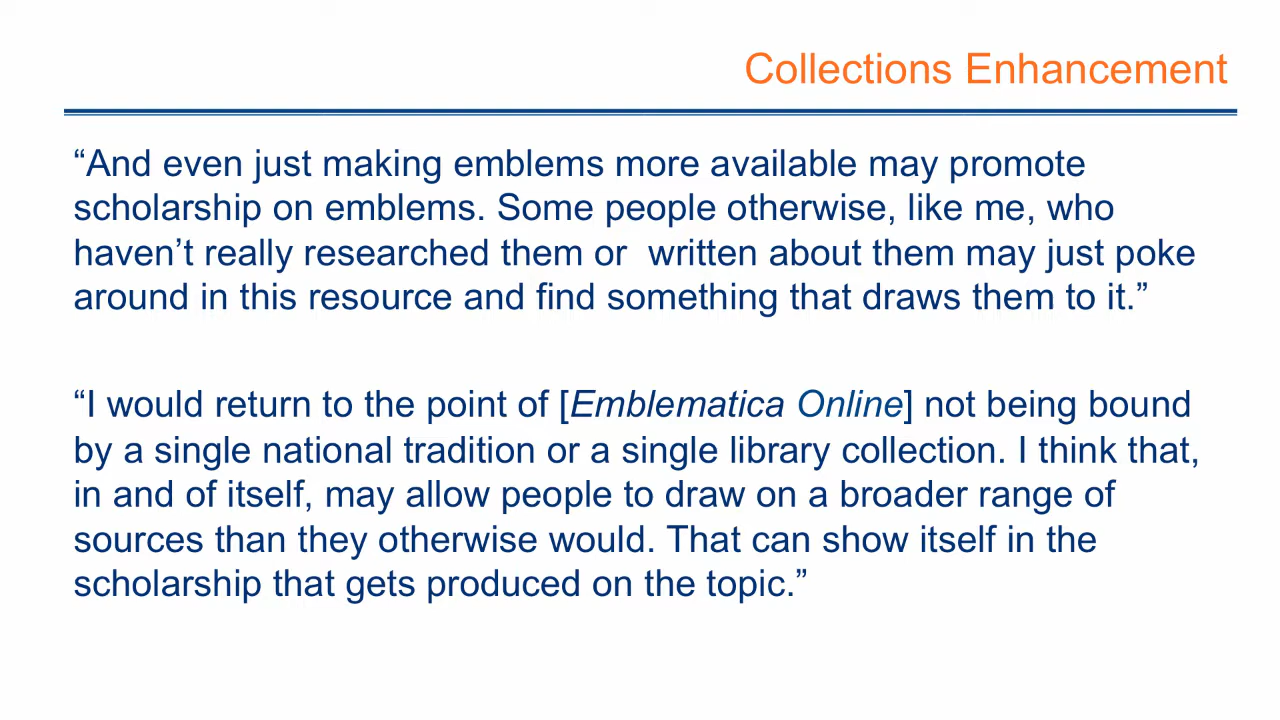 Collections Enhancement
“And even just making emblems more available may promote
scholarship on emblems. Some people otherwise, like me, who
haven’t really researched them or  written about them may just poke
around in this resource and find something that draws them to it.”
“I would return to the point of [Emblematica Online] not being bound
by a single national tradition or a single library collection. I think that,
in and of itself, may allow people to draw on a broader range of
sources than they otherwise would. That can show itself in the
scholarship that gets produced on the topic.”